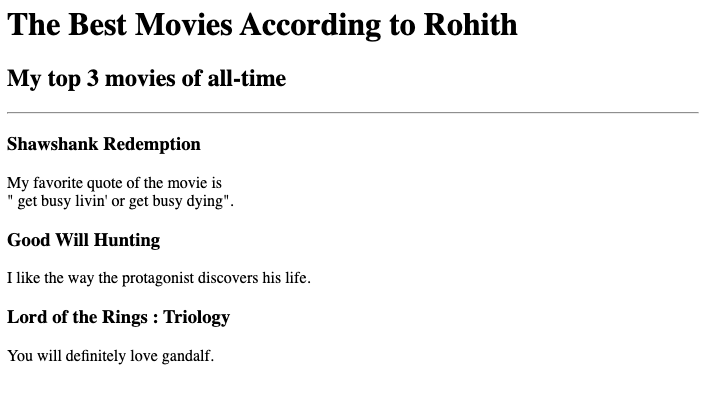 The Best Movies According to Rohith
My top 3 movies of all-time
Shawshank Redemption
My favorite quote of the movie is
" get busy livin' or get busy dying".
Good Will Hunting
I like the way the protagonist discovers his life.
Lord of the Rings : Triology
You will definitely love gandalf.